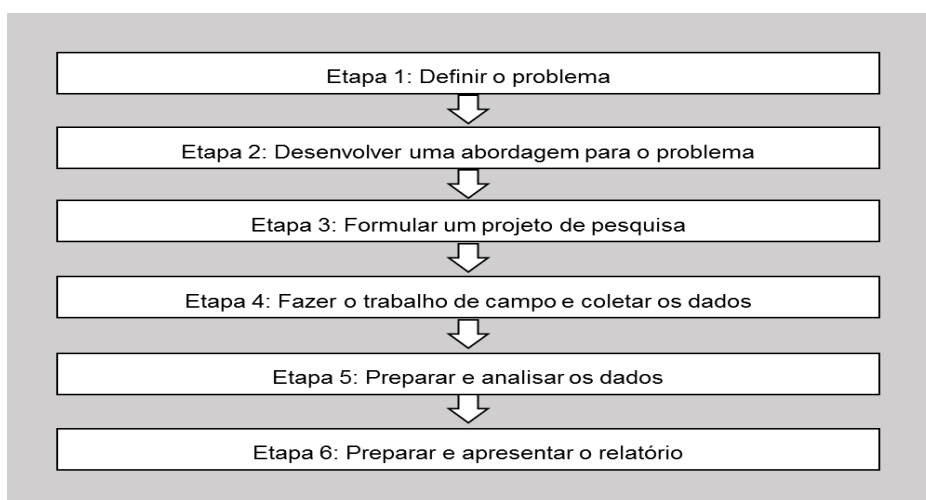 Etapa 1: Definir o problema
Etapa 2: Desenvolver uma abordagem para o problema
Etapa 3: Formular um projeto de pesquisa
Etapa 4: Fazer o trabalho de campo e coletar os dados
Etapa 5: Preparar e analisar os dados
Etapa 6: Preparar e apresentar o relatório